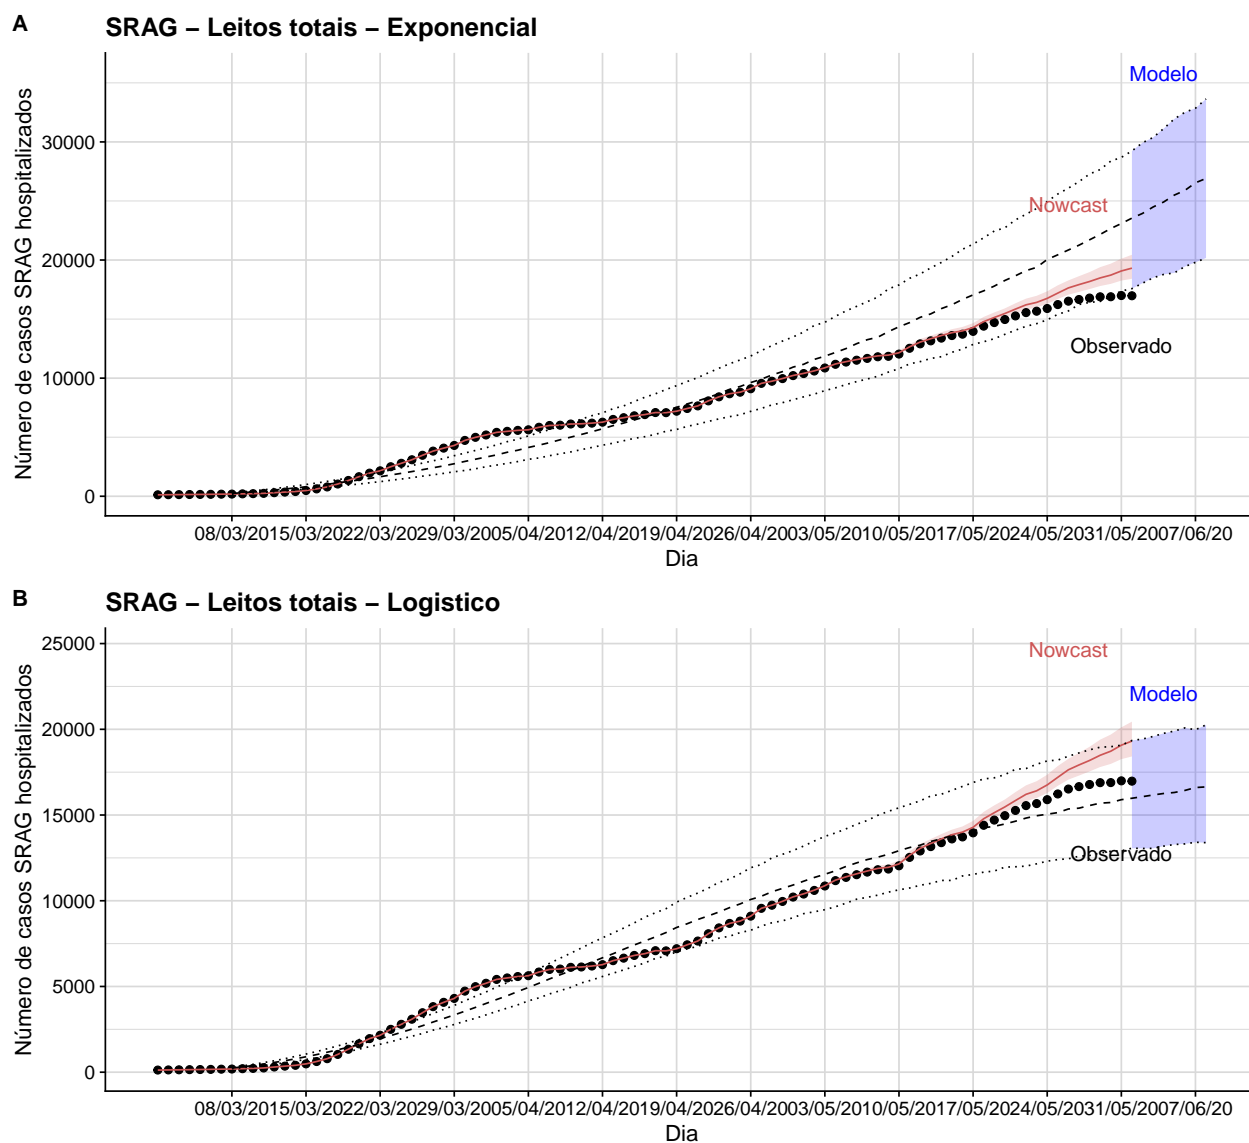 A
SRAG – Leitos totais – Exponencial
Número de casos SRAG hospitalizados
30000
20000
10000
0
Modelo
Nowcast
Observado
08/03/2015/03/2022/03/2029/03/2005/04/2012/04/2019/04/2026/04/2003/05/2010/05/2017/05/2024/05/2031/05/2007/06/20
Dia
B
SRAG – Leitos totais – Logistico
Número de casos SRAG hospitalizados
25000
20000
15000
10000
5000
0
Nowcast
Modelo
Observado
08/03/2015/03/2022/03/2029/03/2005/04/2012/04/2019/04/2026/04/2003/05/2010/05/2017/05/2024/05/2031/05/2007/06/20
Dia